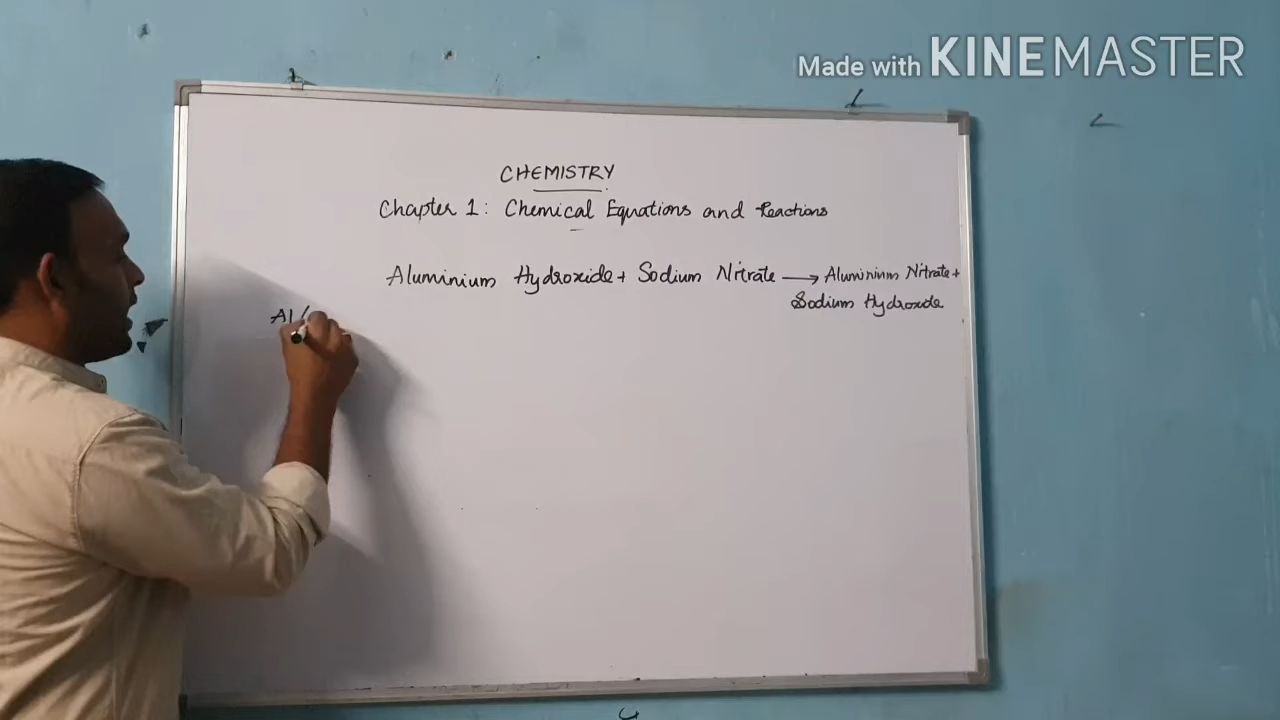 Made with KINEMASTER
CHEMISTRY
Chapter 1: Chemical Equations and Reactions
Aluminium Hydroxide + Sodium Nitrate → Aluminium Nitrate +
Sodium Hydroxide
Al(